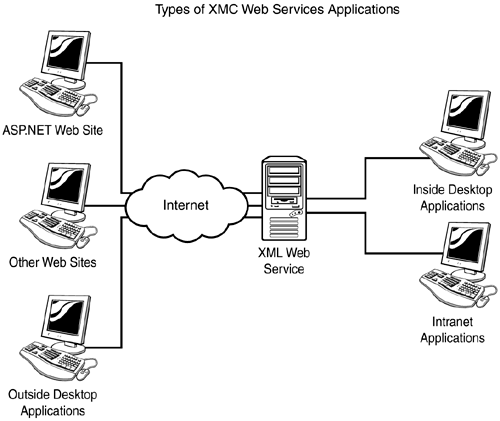 Types of XMC Web Services Applications
ASP.NET Web Site
Internet
Inside Desktop
Applications
Other Web Sites
XML Web
Service
Intranet
Applications
Outside Desktop
Applications